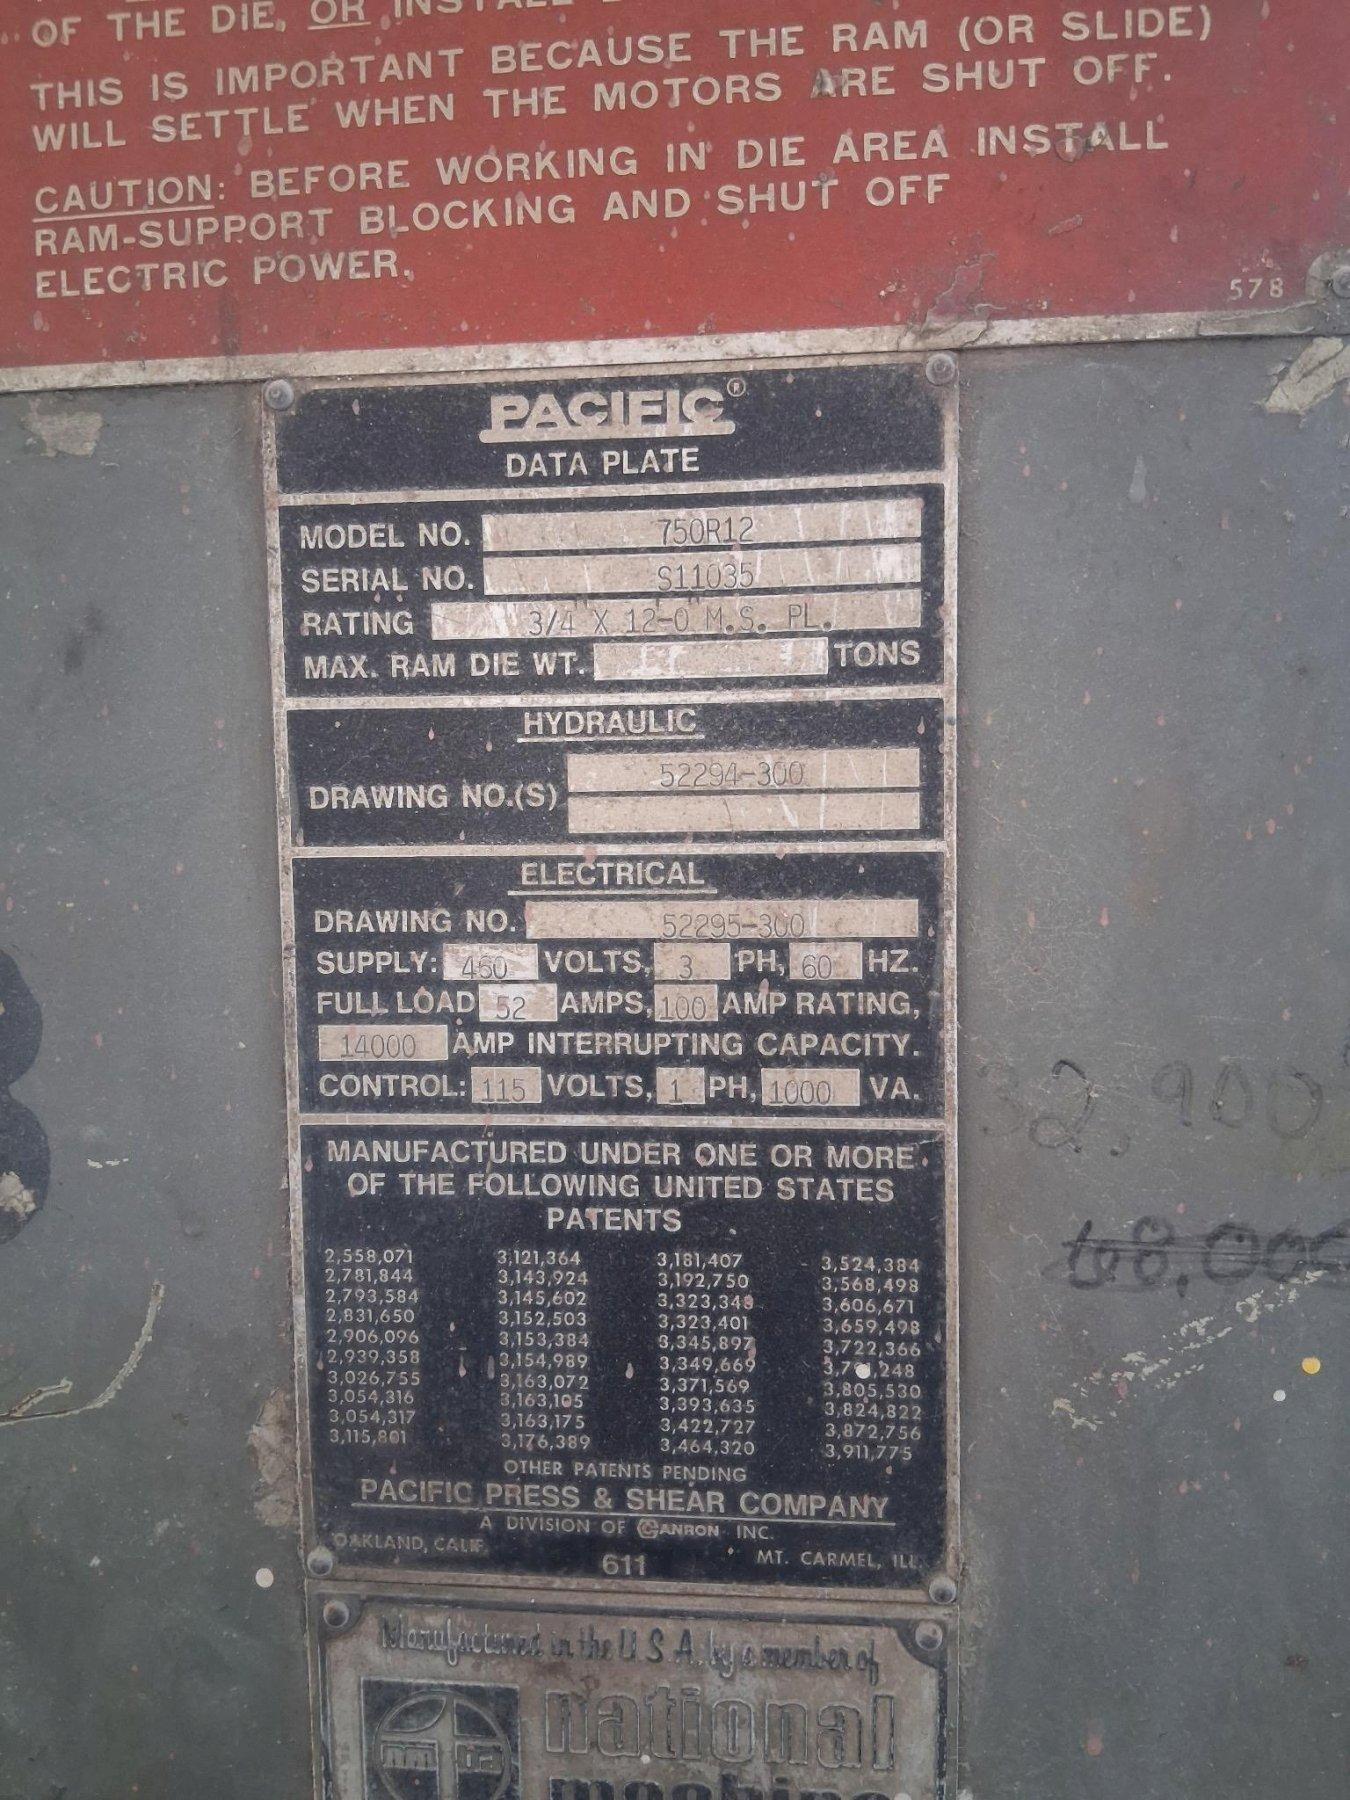 OF THE DIE, OR INSTALL
THIS IS IMPORTANT BECAUSE THE RAM (OR SLIDE)
WILL SETTLE WHEN THE MOTORS ARE SHUT OFF.
CAUTION: BEFORE WORKING IN DIE AREA INSTALL
RAM-SUPPORT BLOCKING AND SHUT OFF
ELECTRIC POWER.
578
PACIFIC®
DATA PLATE
MODEL NO. 750R12
SERIAL NO. S11035
RATING 3/4" X 12'-0" M.S. PL.
MAX. RAM DIE WT. TONS
HYDRAULIC
52294-300
DRAWING NO.(S)
ELECTRICAL
DRAWING NO. 52295-300
SUPPLY: 460 VOLTS, 3 PH, 60 HZ.
FULL LOAD 52 AMPS, 100 AMP RATING,
14000 AMP INTERRUPTING CAPACITY.
CONTROL: 115 VOLTS, 1 PH, 1000 VA.
32,900
68,000
MANUFACTURED UNDER ONE OR MORE
OF THE FOLLOWING UNITED STATES
PATENTS
2,558,071 3,121,364 3,181,407 3,524,384
2,781,844 3,143,924 3,192,750 3,568,498
2,793,584 3,145,602 3,323,348 3,606,671
2,831,650 3,152,503 3,323,401 3,659,498
2,906,096 3,153,384 3,345,897 3,722,366
2,939,358 3,154,989 3,349,669
3,026,755 3,163,072 3,371,569 3,805,530
3,054,316 3,163,105 3,393,635 3,824,822
3,054,317 3,163,175 3,422,727 3,872,756
3,115,801 3,176,389 3,464,320 3,911,775
OTHER PATENTS PENDING
PACIFIC PRESS & SHEAR COMPANY
A DIVISION OF CANRON INC.
OAKLAND, CALIF. 611 MT. CARMEL, ILL.
Manufactured in the U.S.A. by a member of
national
machine